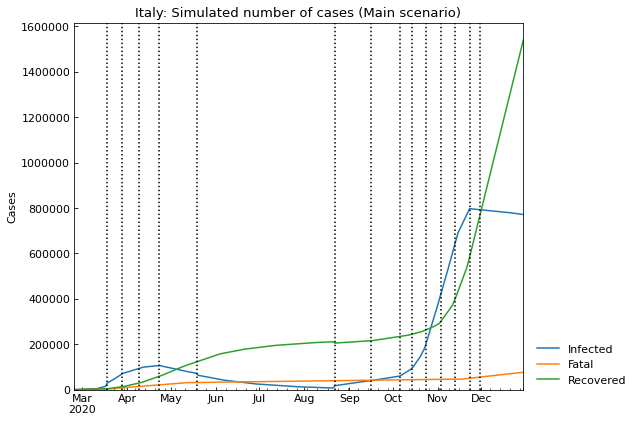 Italy: Simulated number of cases (Main scenario)
1600000
1400000
1200000
1000000
800000
600000
400000
200000
0
Cases
Mar Apr May Jun Jul Aug Sep Oct Nov Dec
2020
Infected
Fatal
Recovered